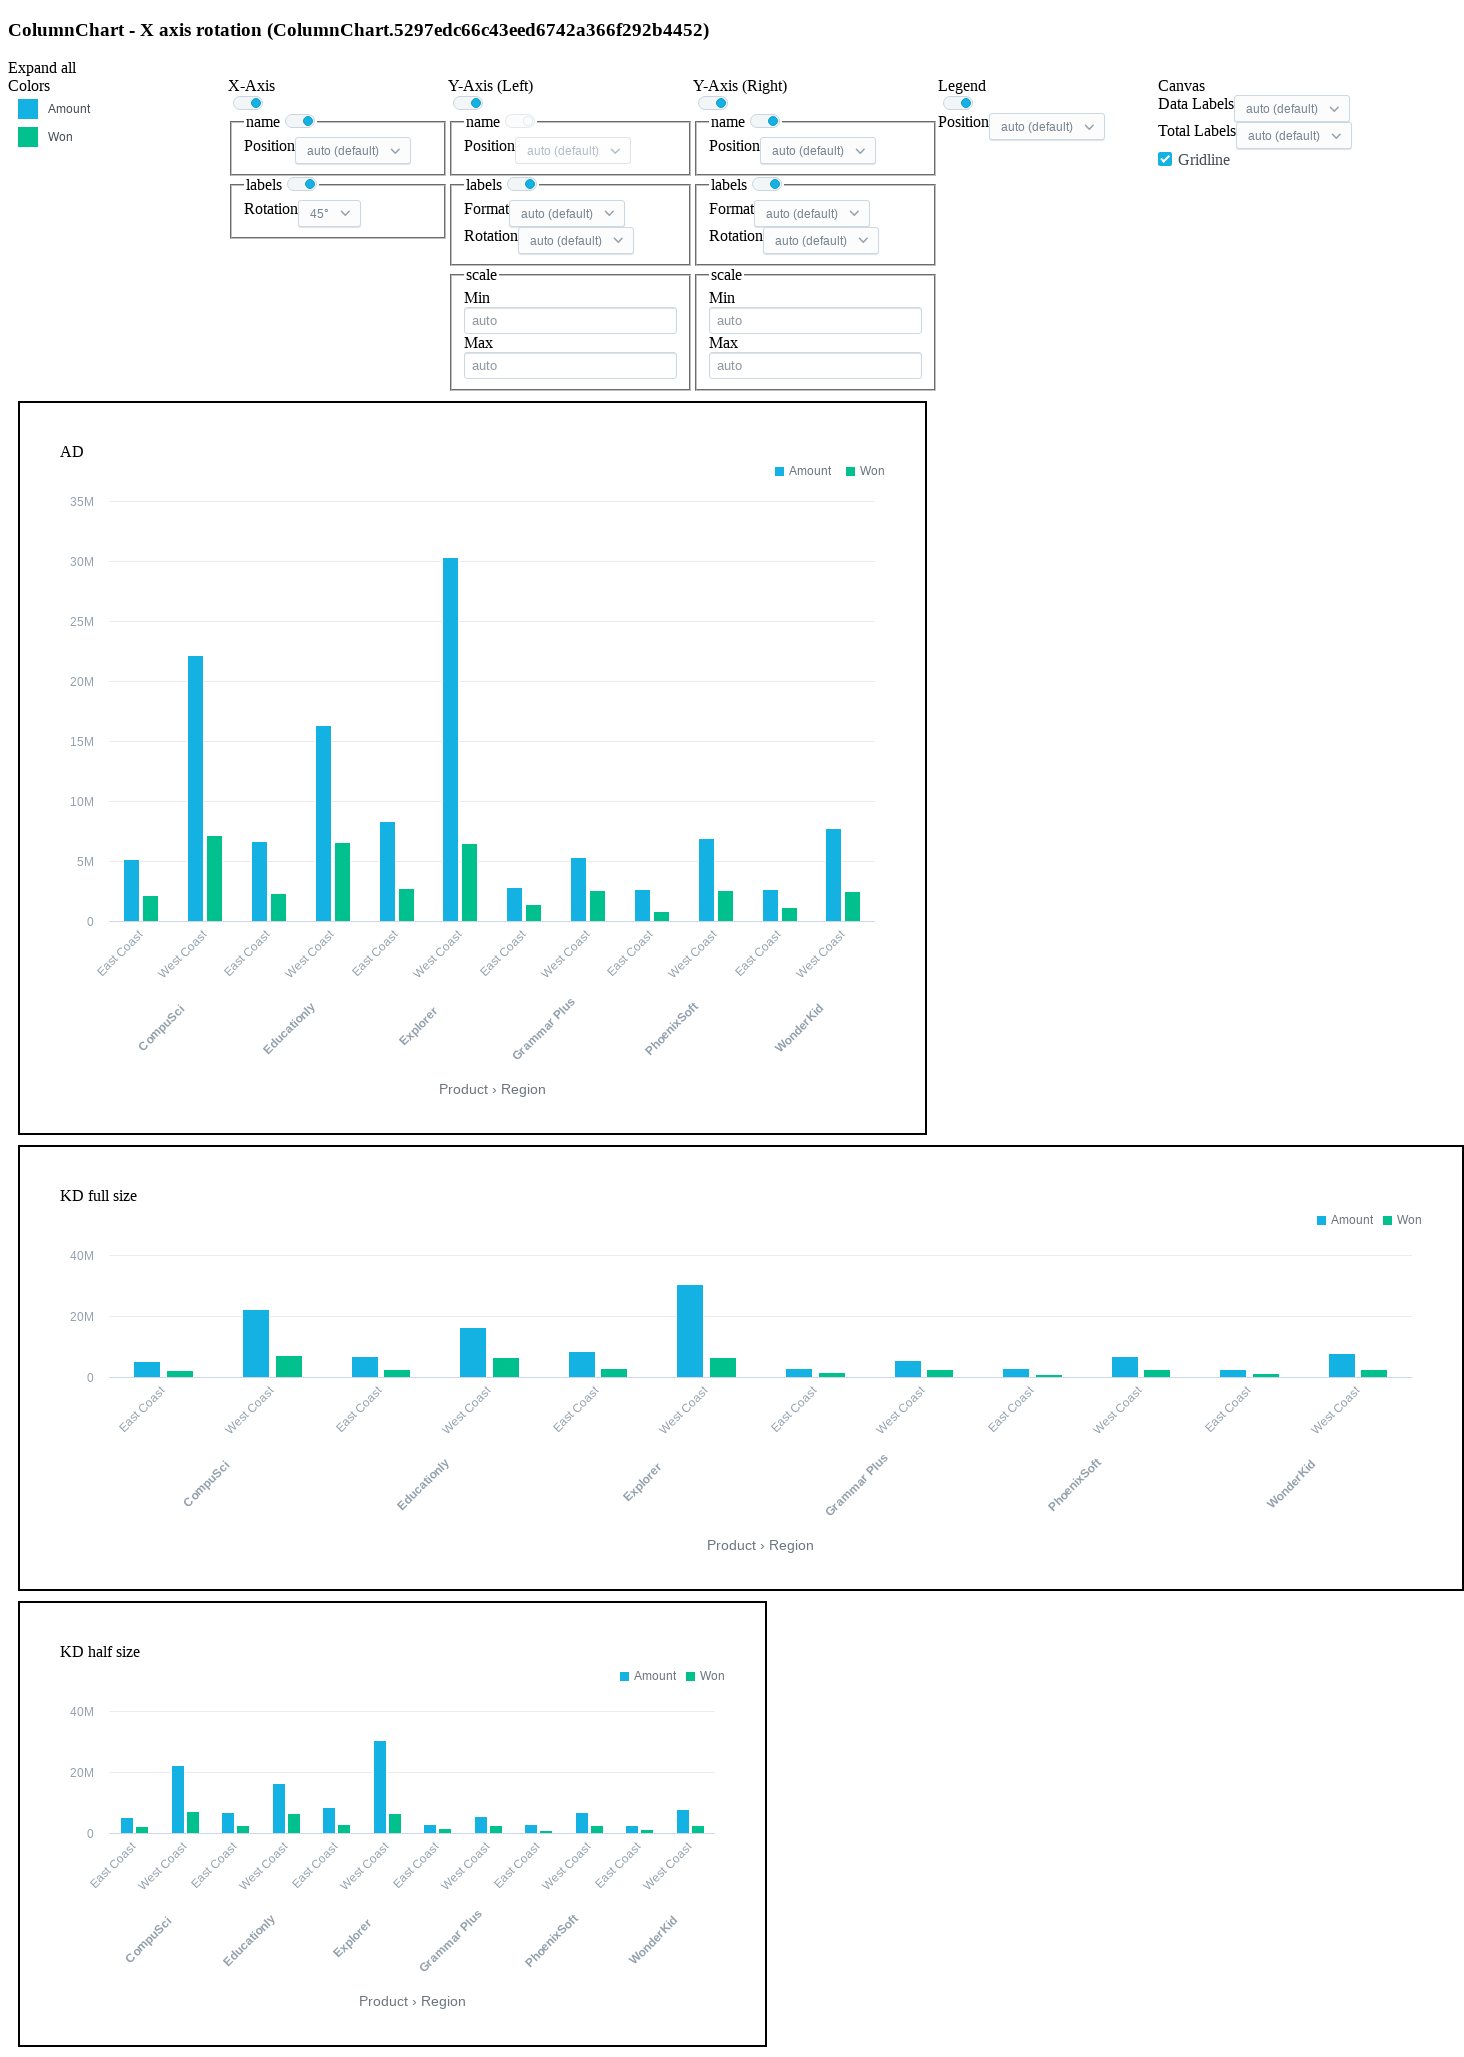 ColumnChart - X axis rotation (ColumnChart.5297edc66c43eed6742a366f292b4452)
Expand all
Colors
Amount
Won
X-Axis
name
Position auto (default)
labels
Rotation 45°
Y-Axis (Left)
name
Position auto (default)
labels
Format auto (default)
Rotation auto (default)
scale
Min
auto
Max
auto
Y-Axis (Right)
name
Position auto (default)
labels
Format auto (default)
Rotation auto (default)
scale
Min
auto
Max
auto
Legend
Position auto (default)
Canvas
Data Labels auto (default)
Total Labels auto (default)
Gridline
AD
Amount Won
35M
30M
25M
20M
15M
10M
5M
0
East Coast West Coast East Coast West Coast East Coast West Coast East Coast West Coast East Coast West Coast East Coast West Coast
CompuSci Educationly Explorer Grammar Plus PhoenixSoft WonderKid
Product › Region
KD full size
Amount Won
40M
20M
0
East Coast West Coast East Coast West Coast East Coast West Coast East Coast West Coast East Coast West Coast East Coast West Coast
CompuSci Educationly Explorer Grammar Plus PhoenixSoft WonderKid
Product › Region
KD half size
Amount Won
40M
20M
0
East Coast West Coast East Coast West Coast East Coast West Coast East Coast West Coast East Coast West Coast East Coast West Coast
CompuSci Educationly Explorer Grammar Plus PhoenixSoft WonderKid
Product › Region